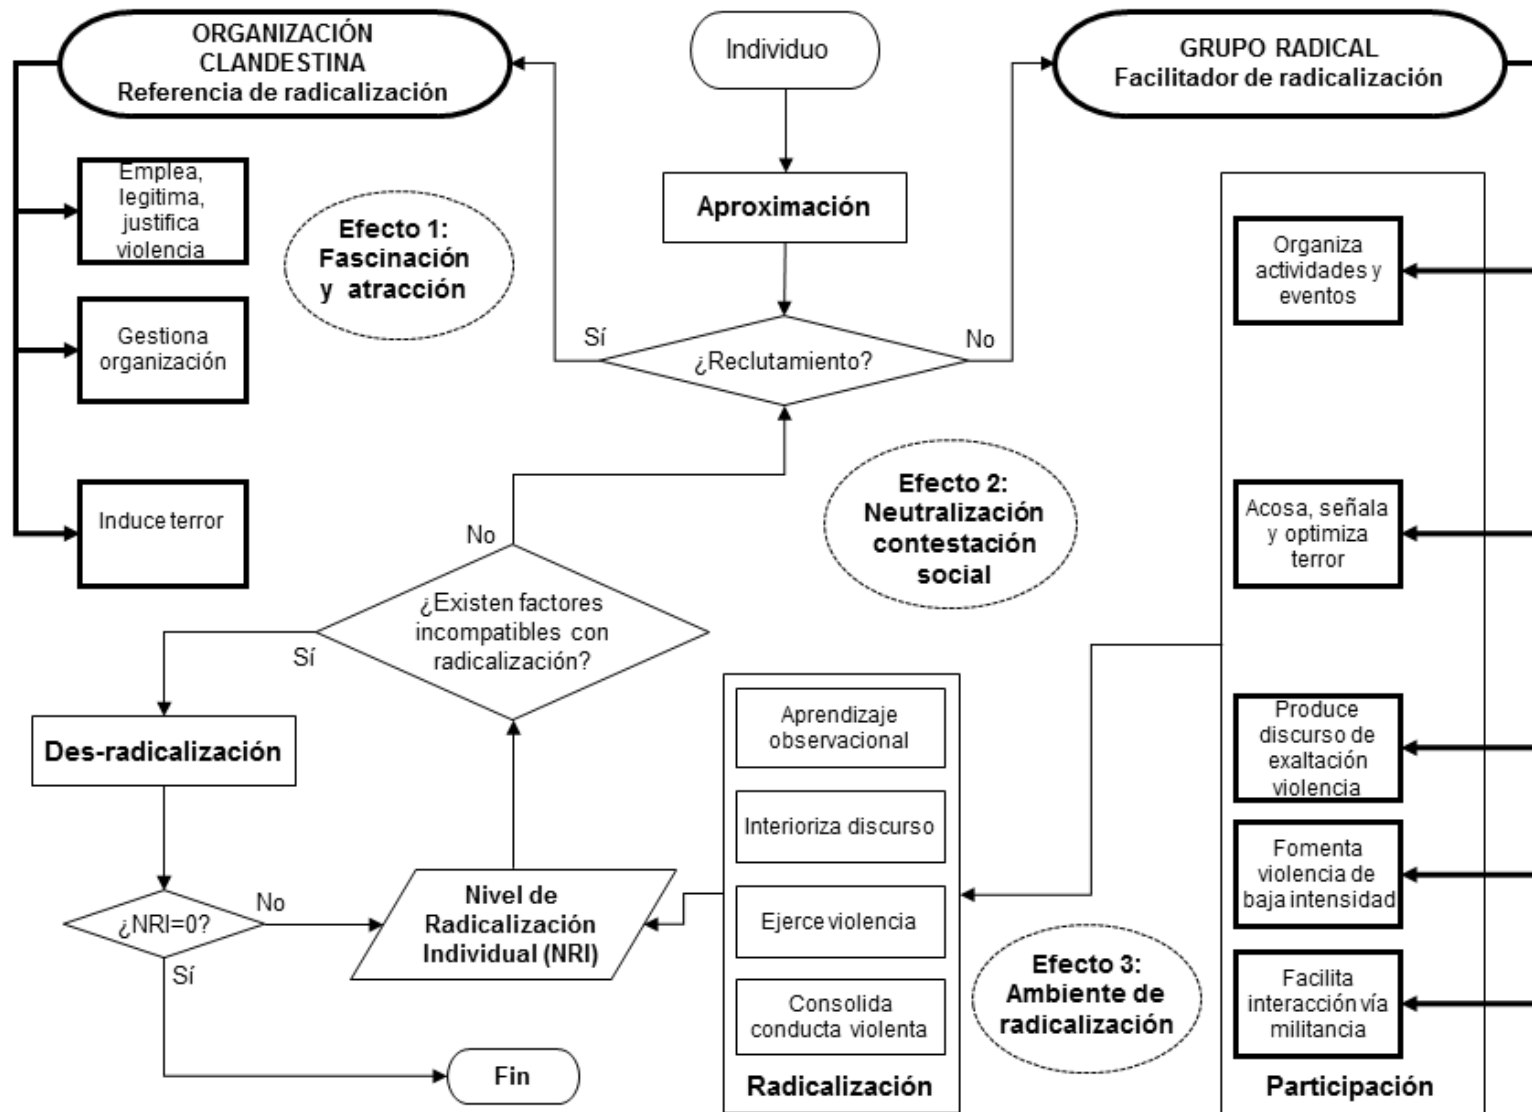 ORGANIZACIÓN
CLANDESTINA
Referencia de radicalización
Individuo
GRUPO RADICAL
Facilitador de radicalización
Emplea,
legitima,
justifica
violencia
Efecto 1:
Fascinación
y atracción
Aproximación
Organiza
actividades y
eventos
Gestiona
organización
Sí
¿Reclutamiento?
No
Induce terror
Efecto 2:
Neutralización
contestación
social
Acosa, señala
y optimiza
terror
No
¿Existen factores
incompatibles con
radicalización?
Sí
Des-radicalización
Aprendizaje
observacional
Produce
discurso de
exaltación
violencia
Interioriza discurso
Fomenta
violencia de
baja intensidad
¿NRI=0?
No
Sí
Nivel de
Radicalización
Individual (NRI)
Ejerce violencia
Efecto 3:
Ambiente de
radicalización
Facilita
interacción vía
militancia
Consolida
conducta violenta
Fin
Radicalización
Participación